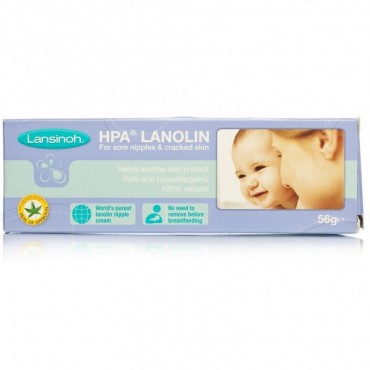 Lansinoh.
HPA® LANOLIN
For sore nipples & cracked skin
Helps soothe and protect
Safe and hypoallergenic
100% natural
World's purest
lanolin nipple
cream
No need to
remove before
breastfeeding
56g